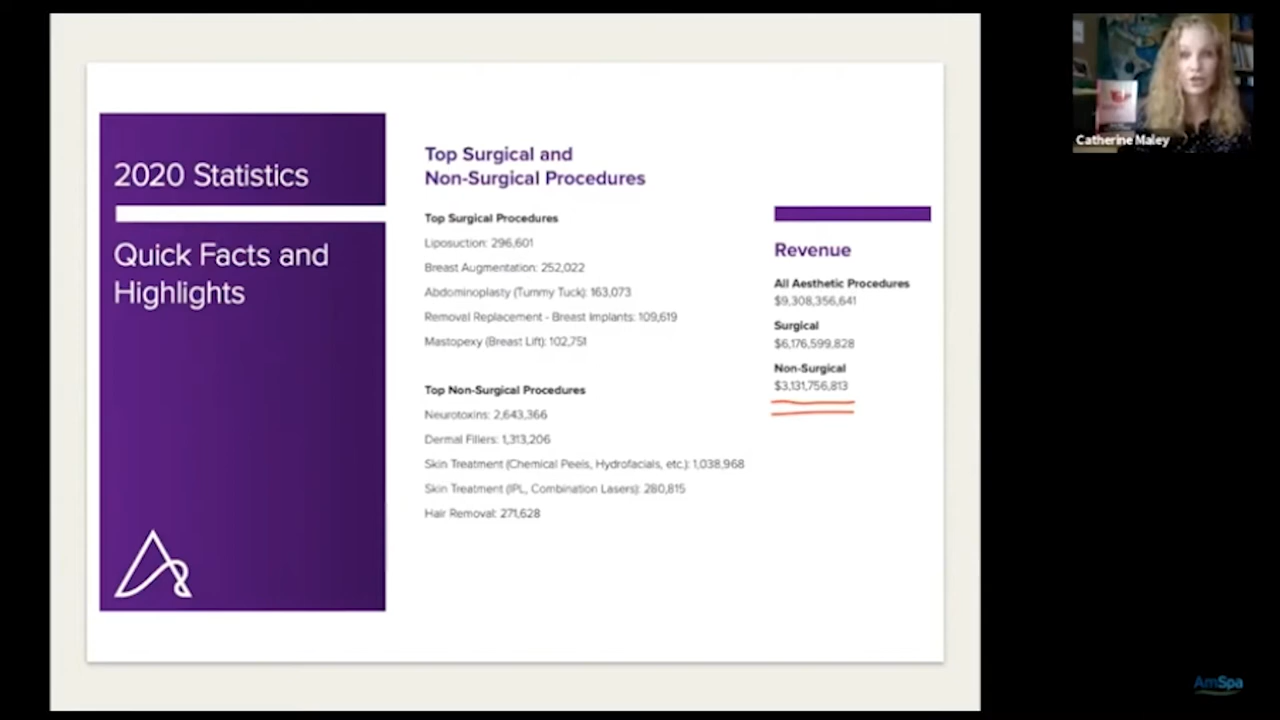 2020 Statistics
Quick Facts and
Highlights
Top Surgical and
Non-Surgical Procedures
Top Surgical Procedures
Liposuction: 296,601
Breast Augmentation: 252,022
Abdominoplasty (Tummy Tuck): 163,073
Removal Replacement - Breast Implants: 109,619
Mastopexy (Breast Lift): 102,751
Top Non-Surgical Procedures
Neurotoxins: 2,643,366
Dermal Fillers: 1,313,206
Skin Treatment (Chemical Peels, Hydrofacials, etc.): 1,038,968
Skin Treatment (IPL, Combination Lasers): 280,815
Hair Removal: 271,628
Revenue
All Aesthetic Procedures
$9,308,356,641
Surgical
$6,176,599,828
Non-Surgical
$3,131,756,813
Catherine Maley
AmSpa